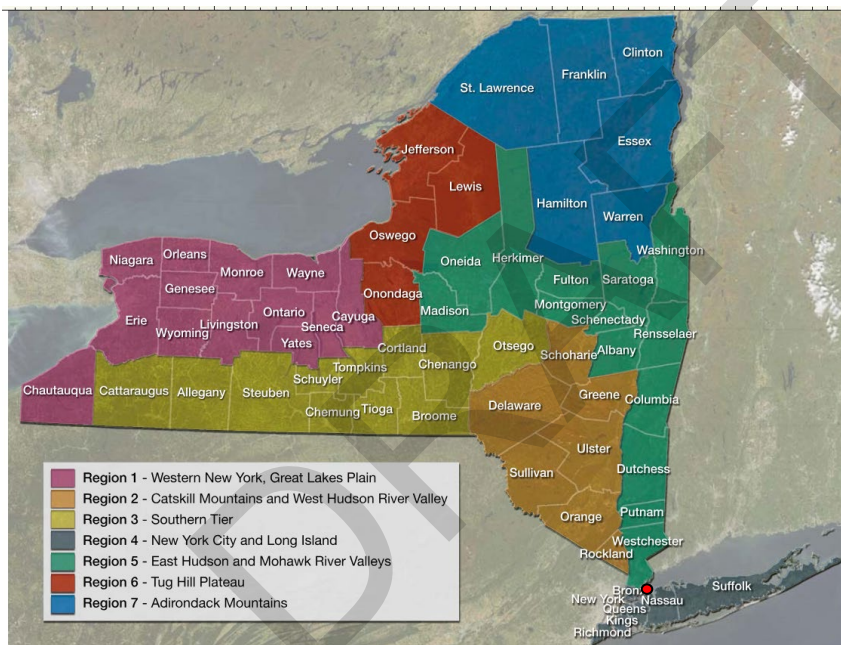 Clinton
Franklin
St. Lawrence
Essex
Jefferson
Lewis
Hamilton
Warren
Oswego
Washington
Niagara
Orleans
Oneida
Herkimer
Monroe
Wayne
Fulton
Saratoga
Genesee
Onondaga
Madison
Montgomery
Erie
Ontario
Cayuga
Schenectady
Wyoming
Livingston
Seneca
Rensselaer
Yates
Otsego
Cortland
Schoharie
Albany
Chautauqua
Cattaraugus
Allegany
Steuben
Schuyler
Tompkins
Chenango
Greene
Columbia
Chemung
Tioga
Broome
Delaware
Ulster
Sullivan
Dutchess
Orange
Putnam
Westchester
Rockland
Region 1 - Western New York, Great Lakes Plain
Region 2 - Catskill Mountains and West Hudson River Valley
Region 3 - Southern Tier
Region 4 - New York City and Long Island
Region 5 - East Hudson and Mohawk River Valleys
Region 6 - Tug Hill Plateau
Region 7 - Adirondack Mountains
Bronx
Suffolk
New York
Nassau
Queens
Kings
Richmond
DRAFT